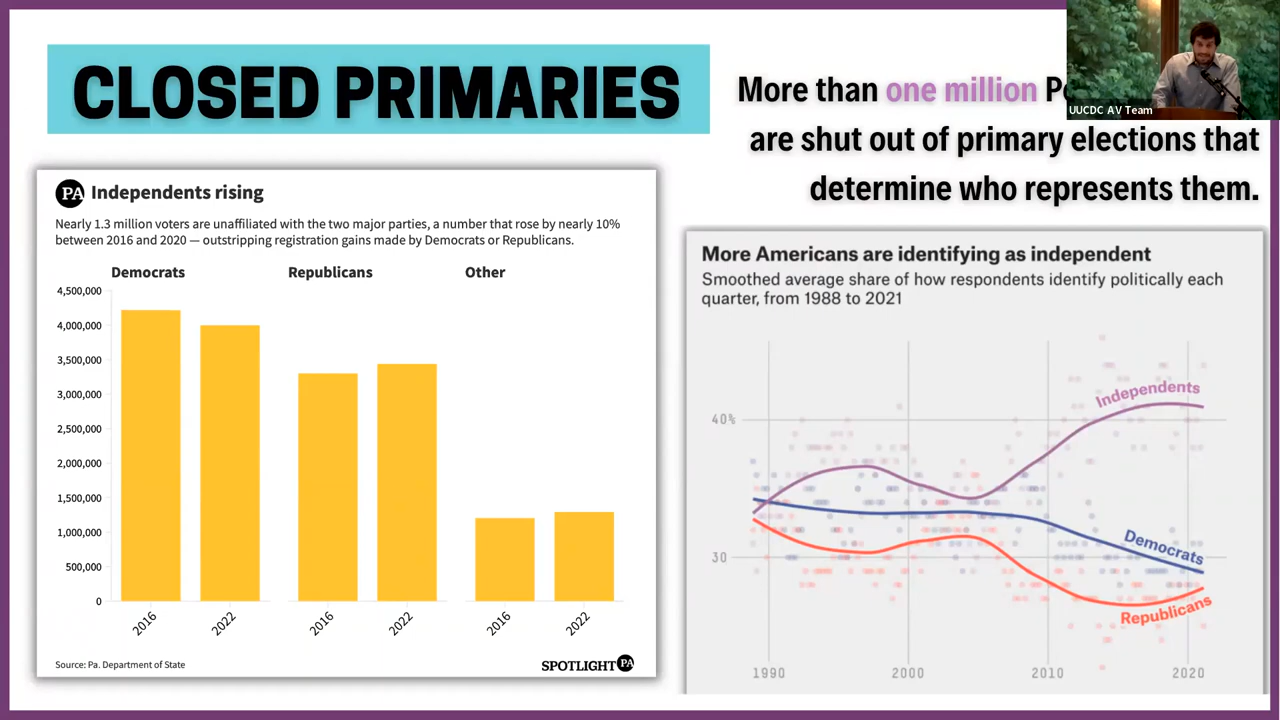 CLOSED PRIMARIES
More than one million
are shut out of primary elections that
determine who represents them.
UUCDC AV Team
PA Independents rising
Nearly 1.3 million voters are unaffiliated with the two major parties, a number that rose by nearly 10%
between 2016 and 2020 — outstripping registration gains made by Democrats or Republicans.
Democrats Republicans Other
4,500,000
4,000,000
3,500,000
3,000,000
2,500,000
2,000,000
1,500,000
1,000,000
500,000
0
2016 2022 2016 2022 2016 2022
Source: Pa. Department of State
SPOTLIGHT PA
More Americans are identifying as independent
Smoothed average share of how respondents identify politically each
quarter, from 1988 to 2021
Independents
40%
Democrats
30
Republicans
1990 2000 2010 2020